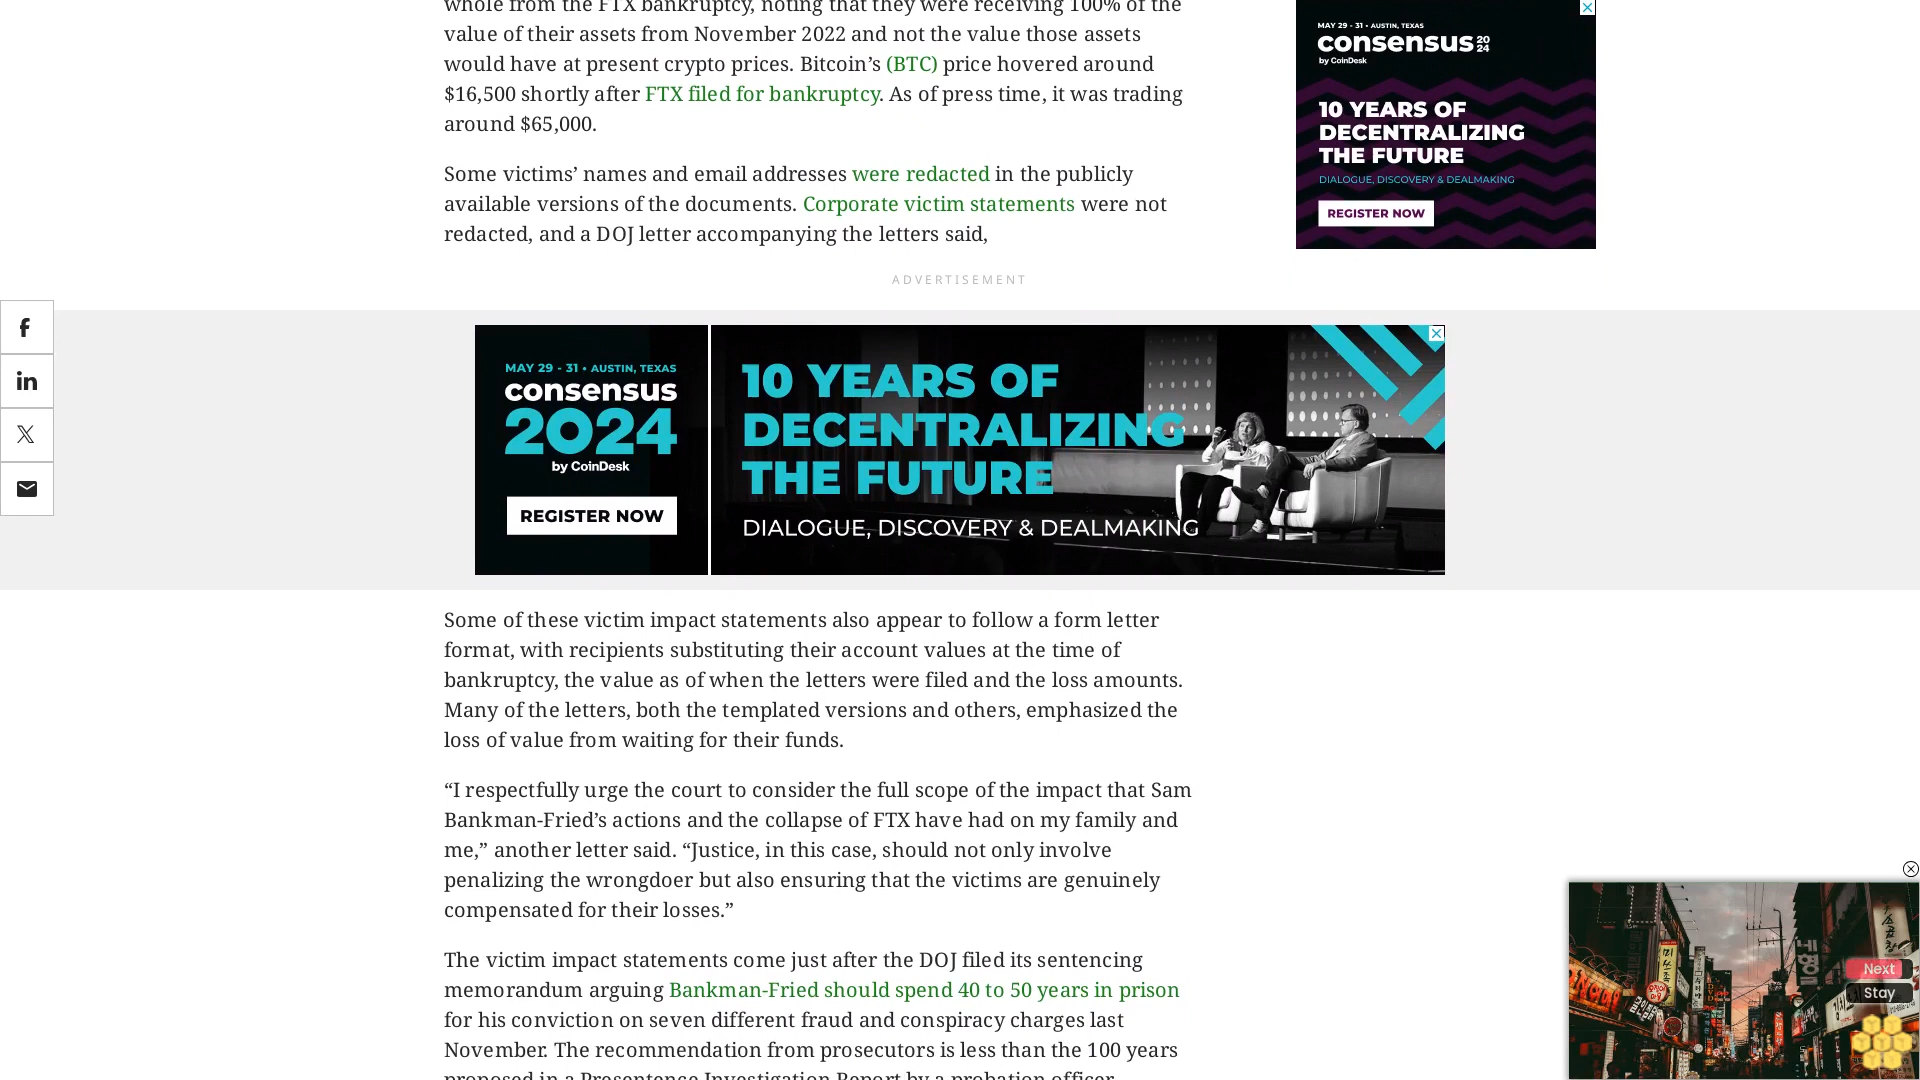 whole from the FTX bankruptcy, noting that they were receiving 100% of the
value of their assets from November 2022 and not the value those assets
would have at present crypto prices. Bitcoin’s (BTC) price hovered around
$16,500 shortly after FTX filed for bankruptcy. As of press time, it was trading
around $65,000.
Some victims’ names and email addresses were redacted in the publicly
available versions of the documents. Corporate victim statements were not
redacted, and a DOJ letter accompanying the letters said,
MAY 29 - 31 • AUSTIN, TEXAS
consensus 2024
by CoinDesk
10 YEARS OF
DECENTRALIZING
THE FUTURE
DIALOGUE, DISCOVERY & DEALMAKING
REGISTER NOW
ADVERTISEMENT
MAY 29 - 31 • AUSTIN, TEXAS
consensus
2024
by CoinDesk
REGISTER NOW
10 YEARS OF
DECENTRALIZING
THE FUTURE
DIALOGUE, DISCOVERY & DEALMAKING
Some of these victim impact statements also appear to follow a form letter
format, with recipients substituting their account values at the time of
bankruptcy, the value as of when the letters were filed and the loss amounts.
Many of the letters, both the templated versions and others, emphasized the
loss of value from waiting for their funds.
“I respectfully urge the court to consider the full scope of the impact that Sam
Bankman-Fried’s actions and the collapse of FTX have had on my family and
me,” another letter said. “Justice, in this case, should not only involve
penalizing the wrongdoer but also ensuring that the victims are genuinely
compensated for their losses.”
The victim impact statements come just after the DOJ filed its sentencing
memorandum arguing Bankman-Fried should spend 40 to 50 years in prison
for his conviction on seven different fraud and conspiracy charges last
November. The recommendation from prosecutors is less than the 100 years
proposed in a Presentence Investigation Report by a probation officer.
Next
Stay